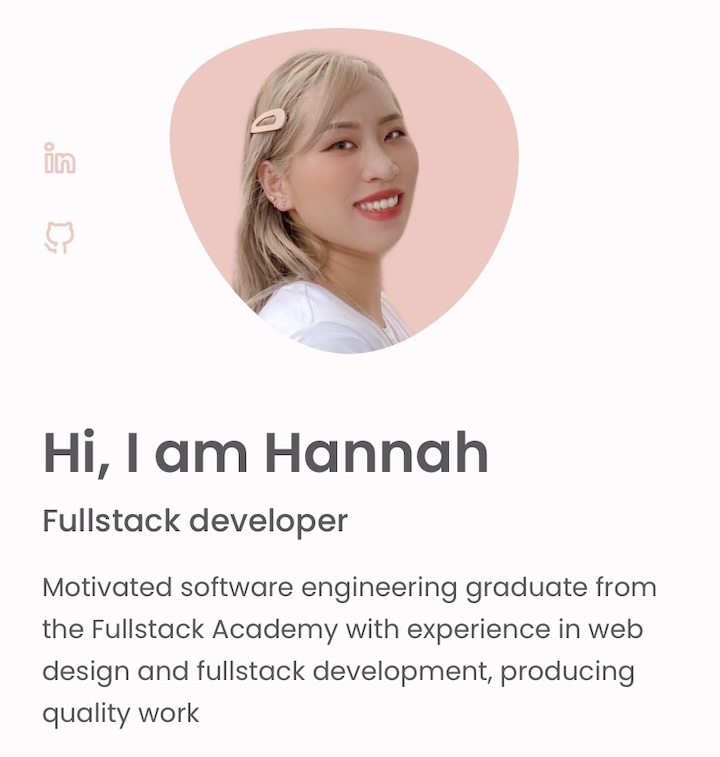 Hi, I am Hannah
Fullstack developer
Motivated software engineering graduate from
the Fullstack Academy with experience in web
design and fullstack development, producing
quality work